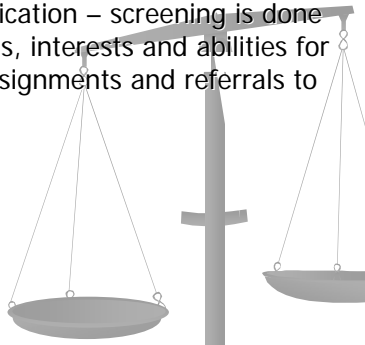 ication – screening is done
s, interests and abilities for
signments and referrals to